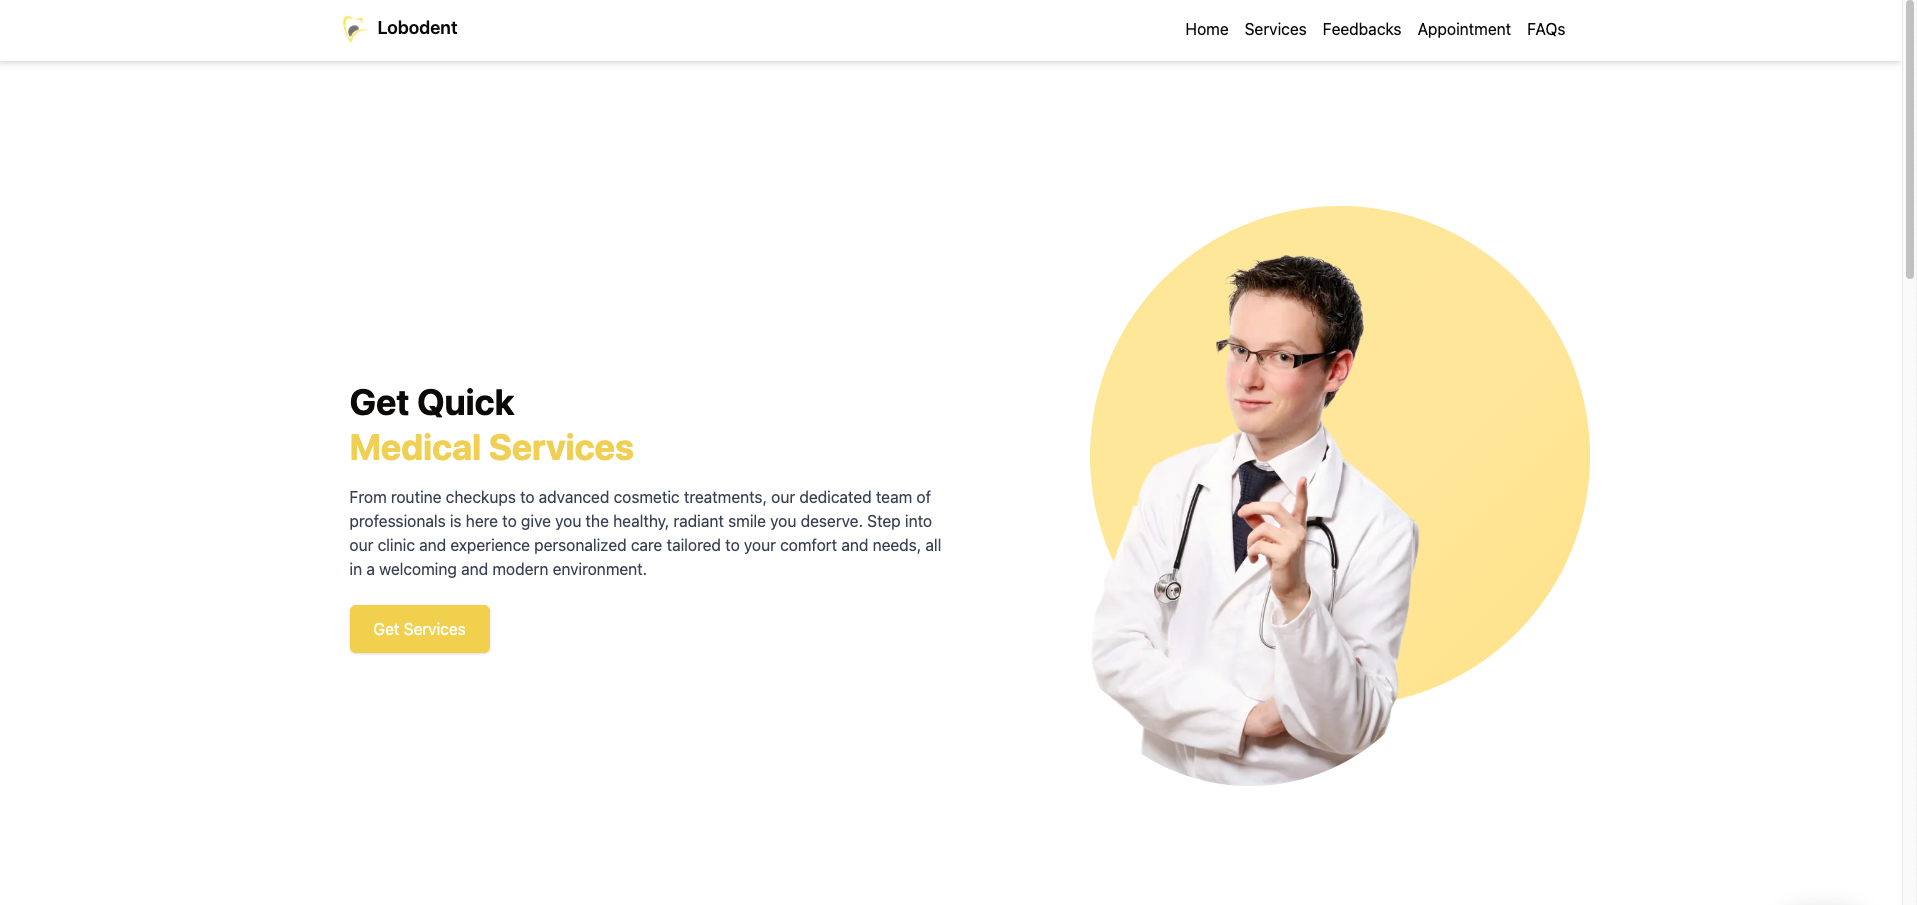 Lobodent
Home Services Feedbacks Appointment FAQs
Get Quick
Medical Services
From routine checkups to advanced cosmetic treatments, our dedicated team of
professionals is here to give you the healthy, radiant smile you deserve. Step into
our clinic and experience personalized care tailored to your comfort and needs, all
in a welcoming and modern environment.
Get Services